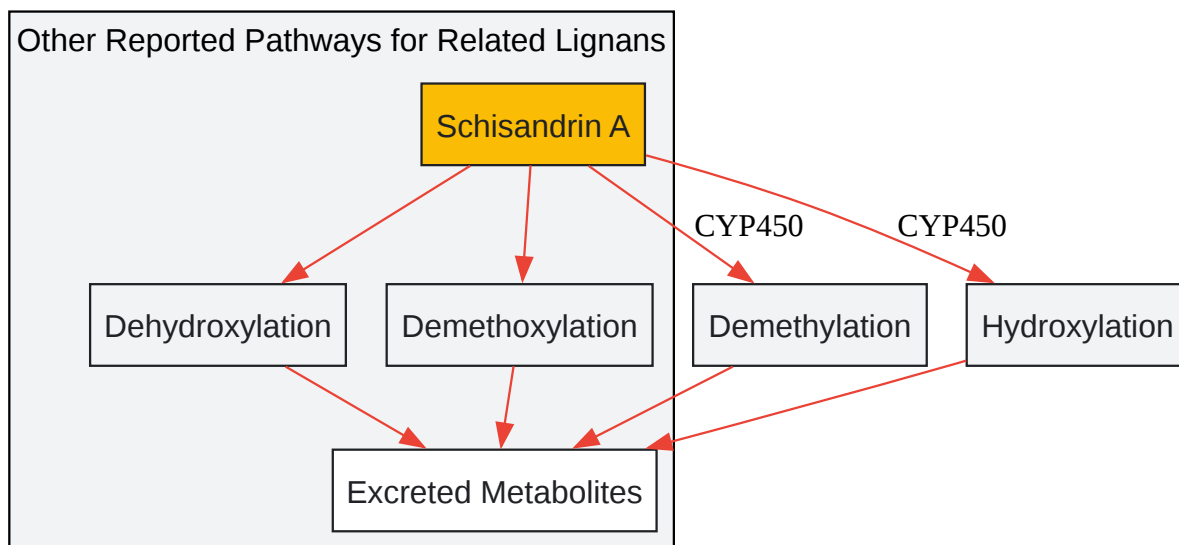 Other Reported Pathways for Related Lignans
Schisandrin A
CYP450
CYP450
Dehydroxylation
Demethoxylation
Demethylation
Hydroxylation
Excreted Metabolites